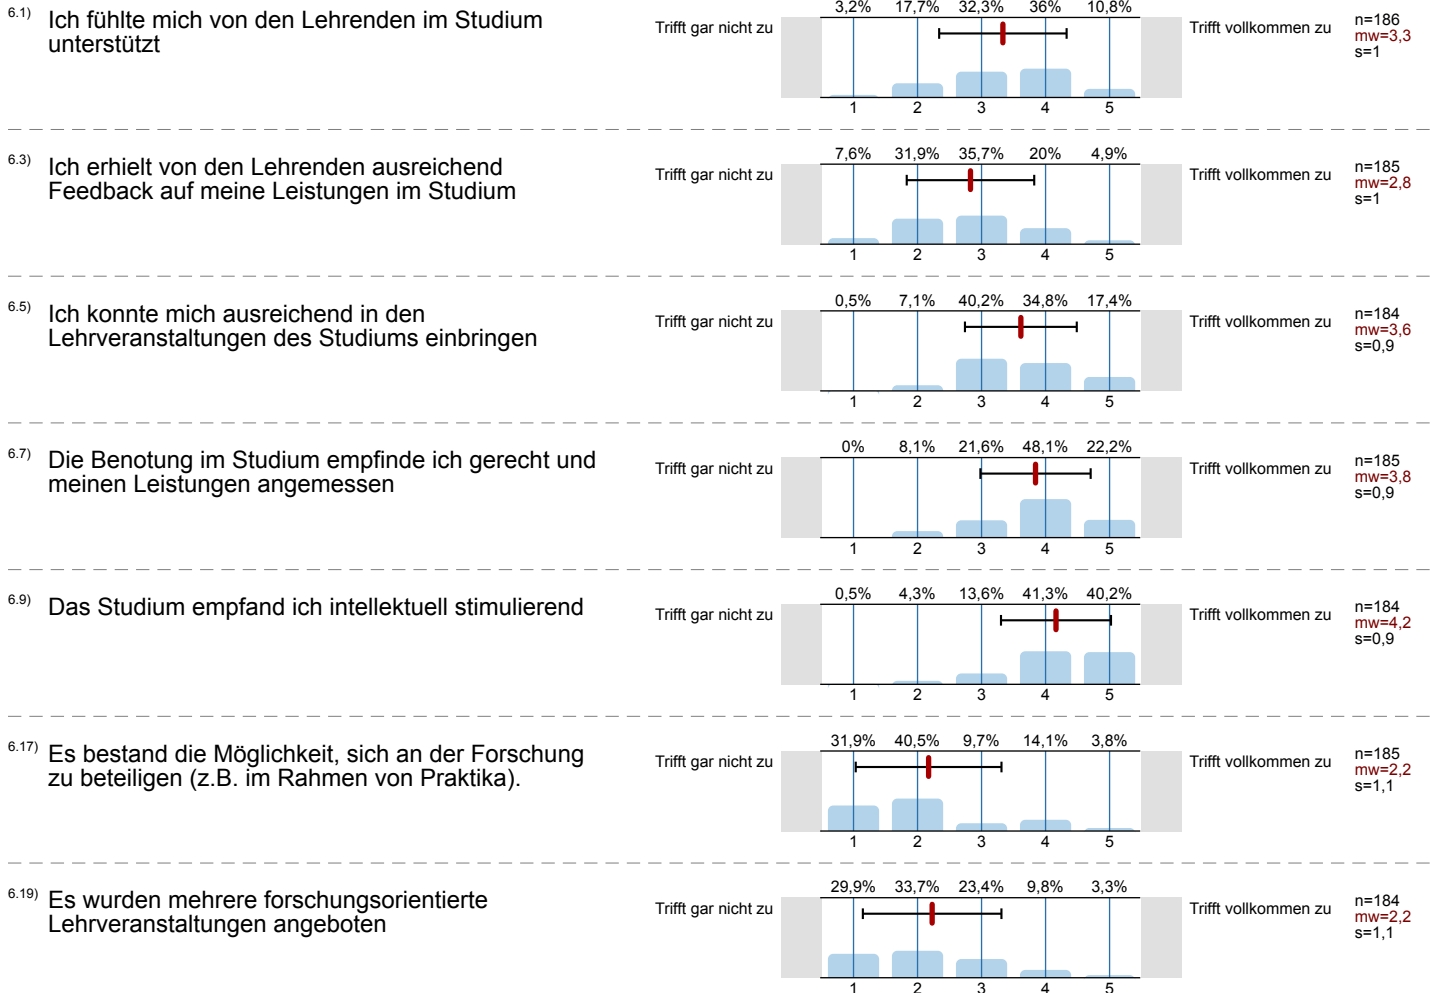 6.1) Ich fühlte mich von den Lehrenden im Studium
unterstützt
Trifft gar nicht zu
3,2% 17,7% 32,3% 36% 10,8%
1 2 3 4 5
Trifft vollkommen zu
n=186
mw=3,3
s=1
6.3) Ich erhielt von den Lehrenden ausreichend
Feedback auf meine Leistungen im Studium
Trifft gar nicht zu
7,6% 31,9% 35,7% 20% 4,9%
1 2 3 4 5
Trifft vollkommen zu
n=185
mw=2,8
s=1
6.5) Ich konnte mich ausreichend in den
Lehrveranstaltungen des Studiums einbringen
Trifft gar nicht zu
0,5% 7,1% 40,2% 34,8% 17,4%
1 2 3 4 5
Trifft vollkommen zu
n=184
mw=3,6
s=0,9
6.7) Die Benotung im Studium empfinde ich gerecht und
meinen Leistungen angemessen
Trifft gar nicht zu
0% 8,1% 21,6% 48,1% 22,2%
1 2 3 4 5
Trifft vollkommen zu
n=185
mw=3,8
s=0,9
6.9) Das Studium empfand ich intellektuell stimulierend
Trifft gar nicht zu
0,5% 4,3% 13,6% 41,3% 40,2%
1 2 3 4 5
Trifft vollkommen zu
n=184
mw=4,2
s=0,9
6.17) Es bestand die Möglichkeit, sich an der Forschung
zu beteiligen (z.B. im Rahmen von Praktika).
Trifft gar nicht zu
31,9% 40,5% 9,7% 14,1% 3,8%
1 2 3 4 5
Trifft vollkommen zu
n=185
mw=2,2
s=1,1
6.19) Es wurden mehrere forschungsorientierte
Lehrveranstaltungen angeboten
Trifft gar nicht zu
29,9% 33,7% 23,4% 9,8% 3,3%
1 2 3 4 5
Trifft vollkommen zu
n=184
mw=2,2
s=1,1